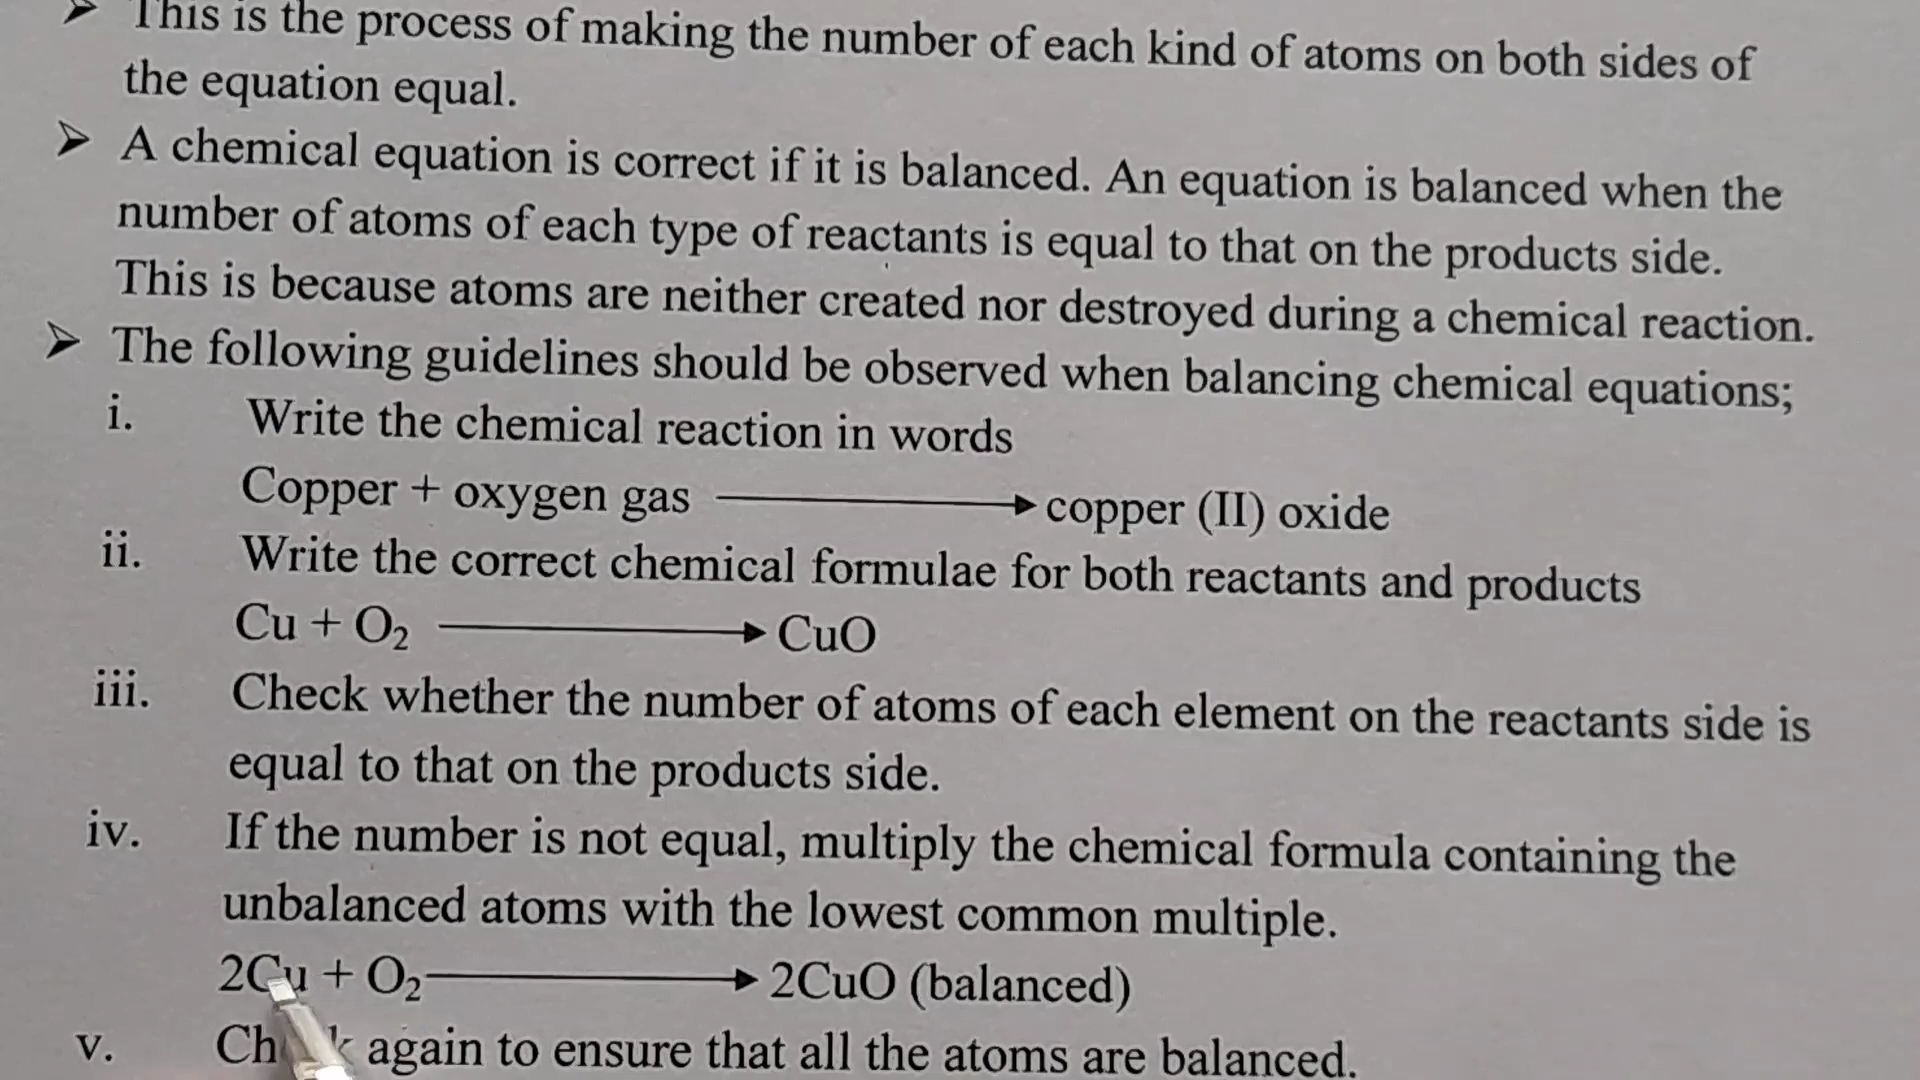 ➢ This is the process of making the number of each kind of atoms on both sides of
the equation equal.
➢ A chemical equation is correct if it is balanced. An equation is balanced when the
number of atoms of each type of reactants is equal to that on the products side.
This is because atoms are neither created nor destroyed during a chemical reaction.
➢ The following guidelines should be observed when balancing chemical equations;
i. Write the chemical reaction in words
Copper + oxygen gas ⟶ copper (II) oxide
ii. Write the correct chemical formulae for both reactants and products
Cu + O₂ ⟶ CuO
iii. Check whether the number of atoms of each element on the reactants side is
equal to that on the products side.
iv. If the number is not equal, multiply the chemical formula containing the
unbalanced atoms with the lowest common multiple.
2Cu + O₂ ⟶ 2CuO (balanced)
v. Check again to ensure that all the atoms are balanced.